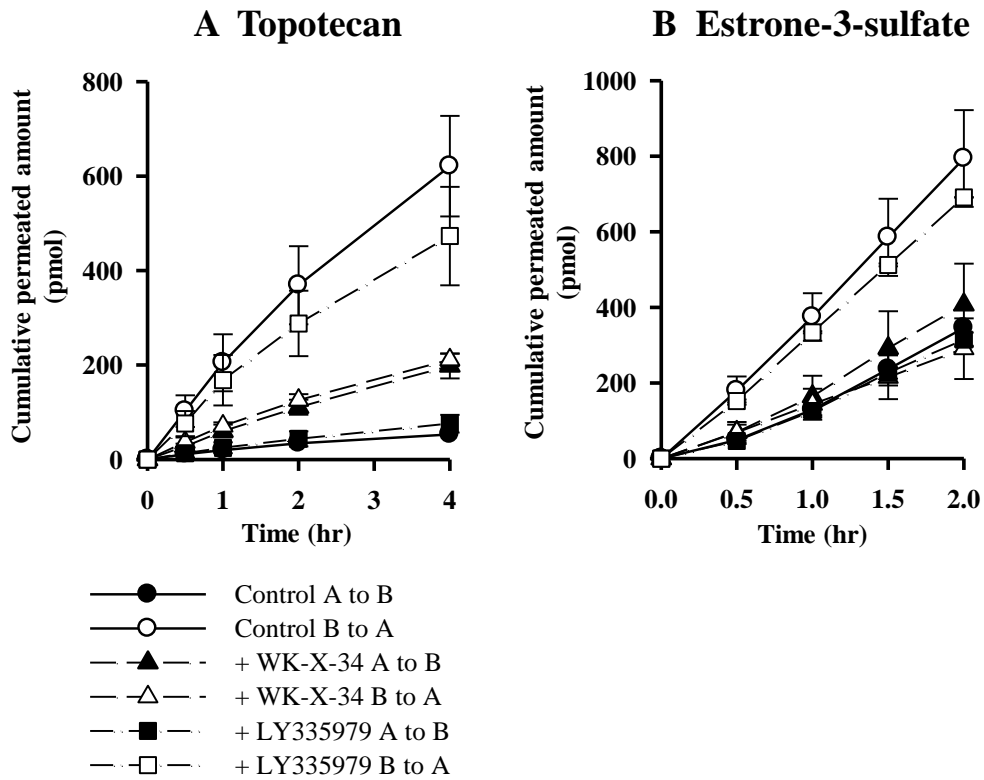 A Topotecan
Cumulative permeated amount
(pmol)
800
600
400
200
0
0
1
2
3
4
Time (hr)
B Estrone-3-sulfate
Cumulative permeated amount
(pmol)
1000
800
600
400
200
0
0.0
0.5
1.0
1.5
2.0
Time (hr)
Control A to B
Control B to A
+ WK-X-34 A to B
+ WK-X-34 B to A
+ LY335979 A to B
+ LY335979 B to A